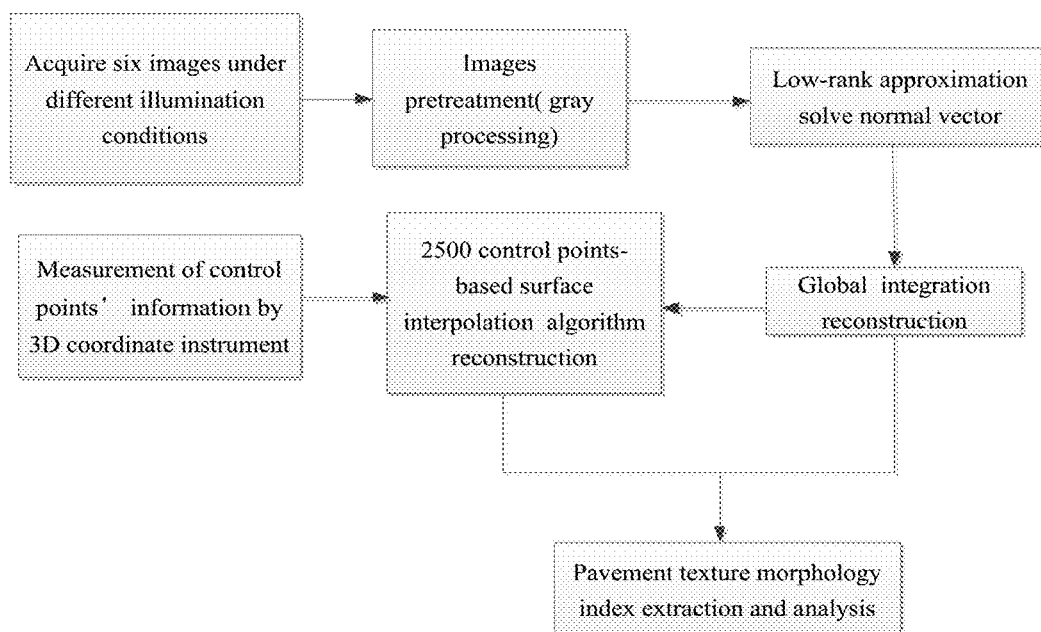 Acquire six images under
different illumination
conditions
Images
pretreatment( gray
processing)
Low-rank approximation
solve normal vector
Measurement of control
points’ information by
3D coordinate instrument
2500 control points-
based surface
interpolation algorithm
reconstruction
Global integration
reconstruction
Pavement texture morphology
index extraction and analysis